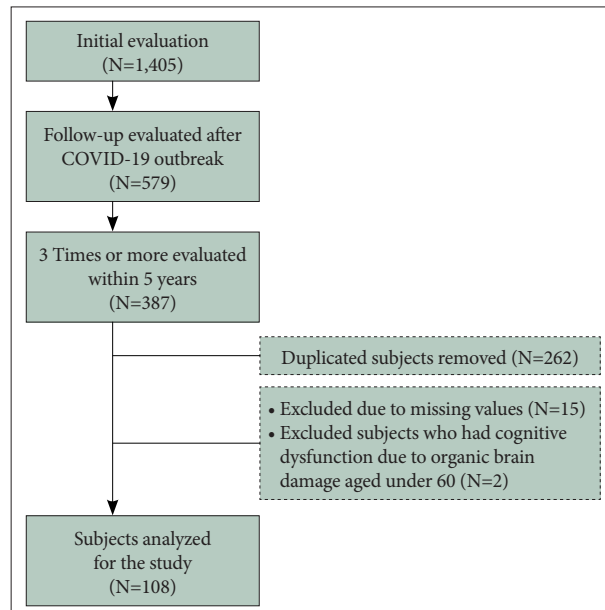 Initial evaluation
(N=1,405)
Follow-up evaluated after
COVID-19 outbreak
(N=579)
3 Times or more evaluated
within 5 years
(N=387)
Duplicated subjects removed (N=262)
• Excluded due to missing values (N=15)
• Excluded subjects who had cognitive
dysfunction due to organic brain
damage aged under 60 (N=2)
Subjects analyzed
for the study
(N=108)